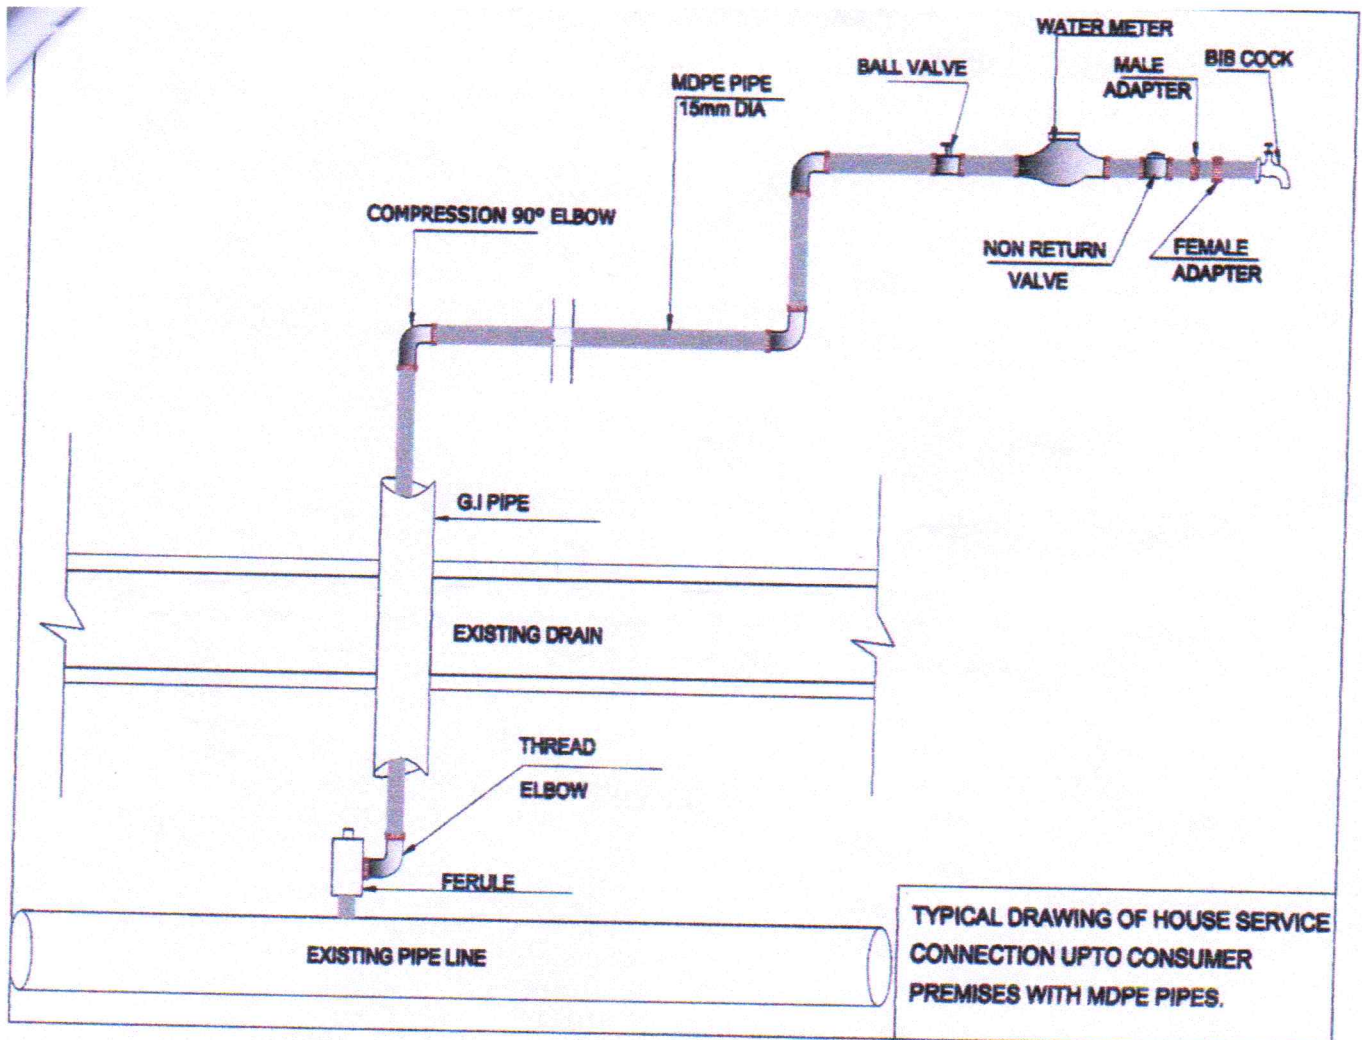 WATER METER
BALL VALVE
MALE
ADAPTER
BIB COCK
MDPE PIPE
15mm DIA
COMPRESSION 90° ELBOW
NON RETURN
VALVE
FEMALE
ADAPTER
G.I PIPE
EXISTING DRAIN
THREAD
ELBOW
FERULE
EXISTING PIPE LINE
TYPICAL DRAWING OF HOUSE SERVICE
CONNECTION UPTO CONSUMER
PREMISES WITH MDPE PIPES.